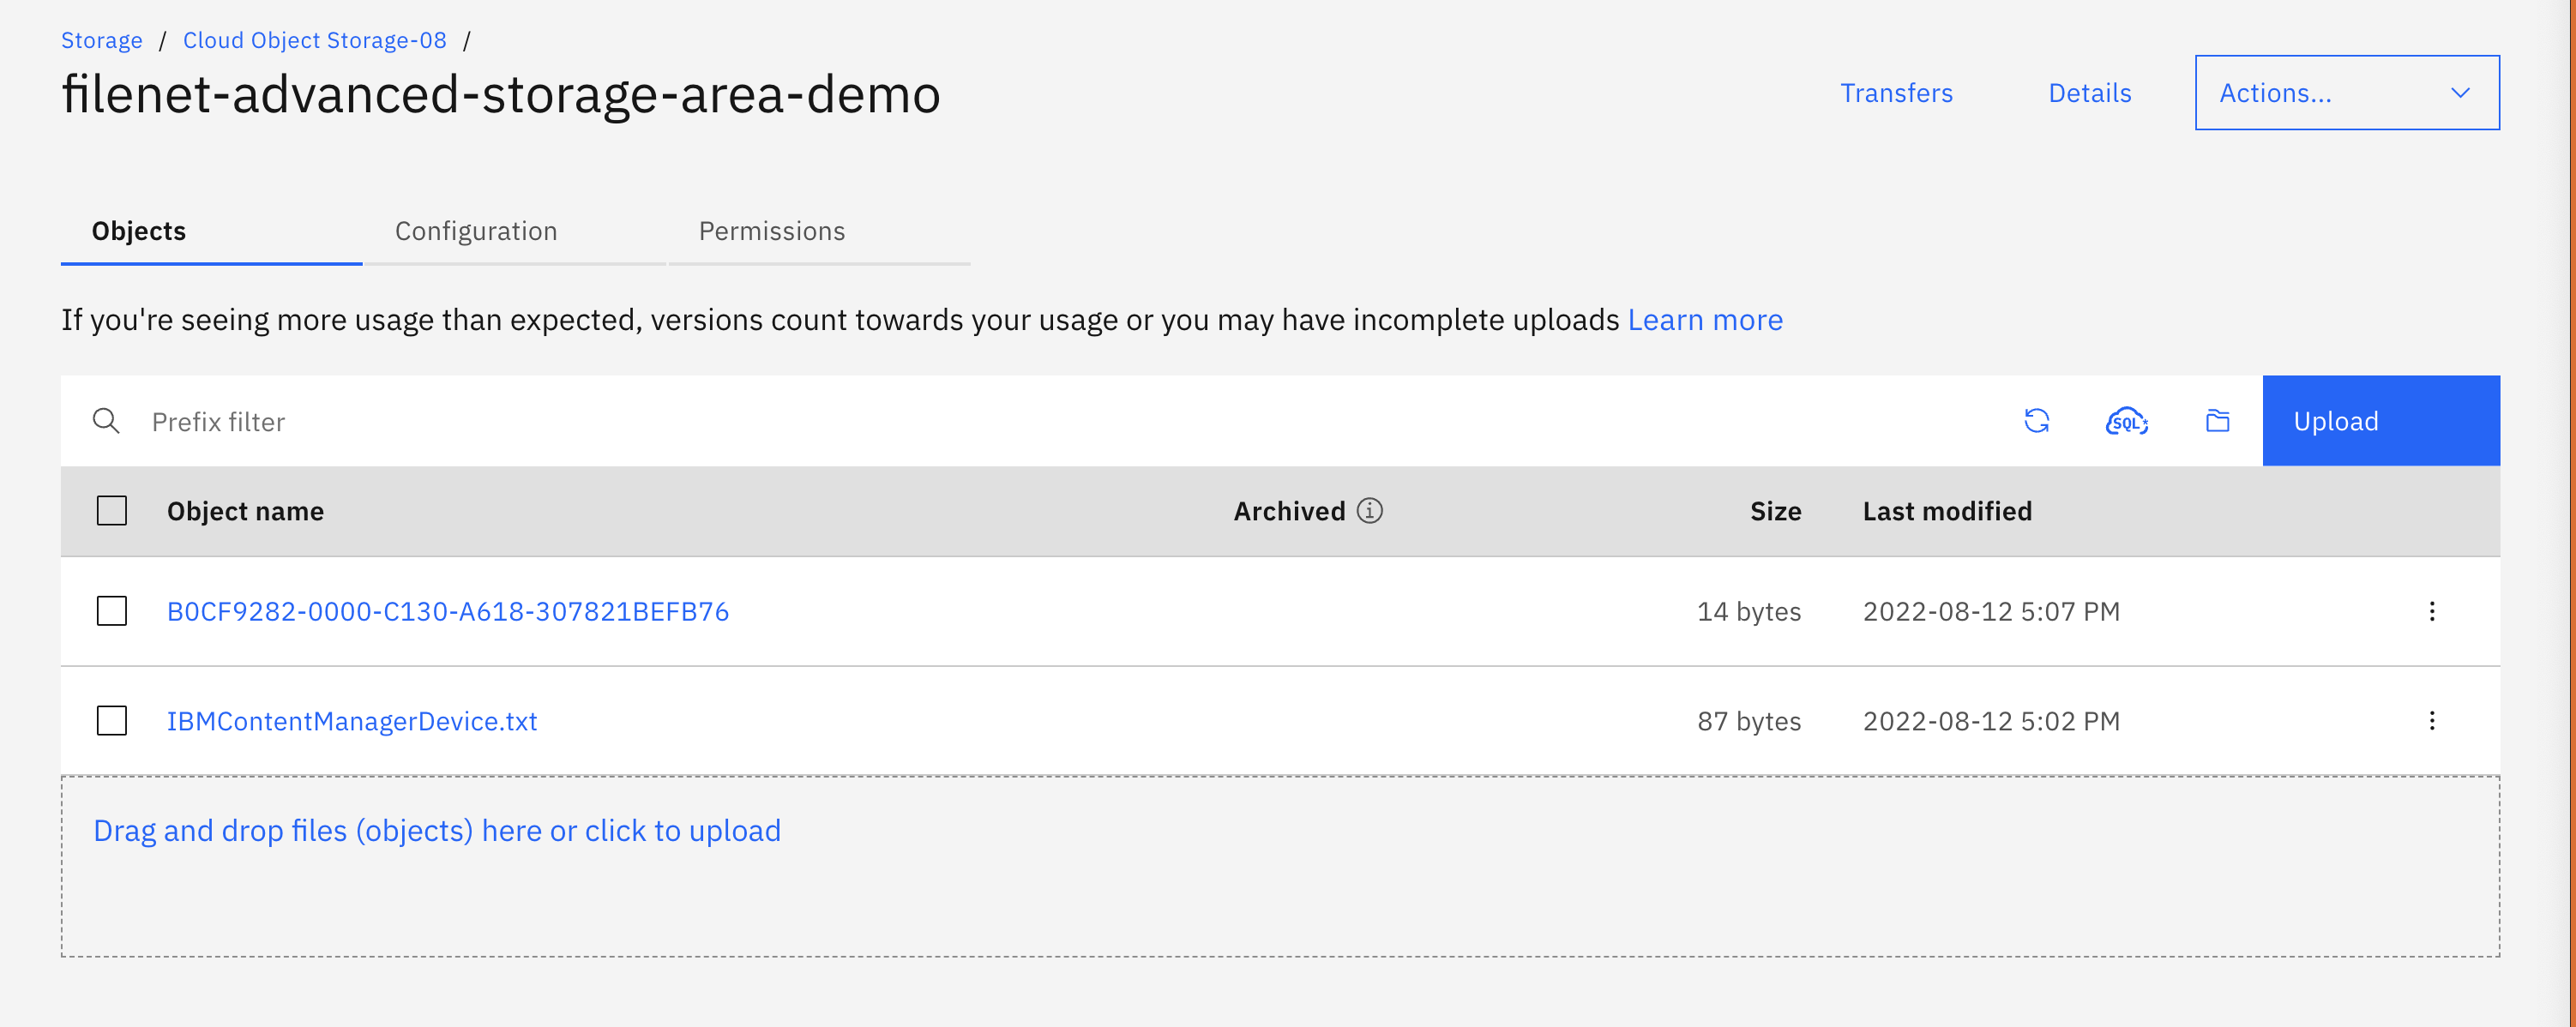 Storage / Cloud Object Storage-08 /
filenet-advanced-storage-area-demo
Transfers Details Actions...
Objects Configuration Permissions
If you're seeing more usage than expected, versions count towards your usage or you may have incomplete uploads Learn more
Prefix filter SQL* Upload
Object name Archived Size Last modified
B0CF9282-0000-C130-A618-307821BEFB76 14 bytes 2022-08-12 5:07 PM
IBMContentManagerDevice.txt 87 bytes 2022-08-12 5:02 PM
Drag and drop files (objects) here or click to upload